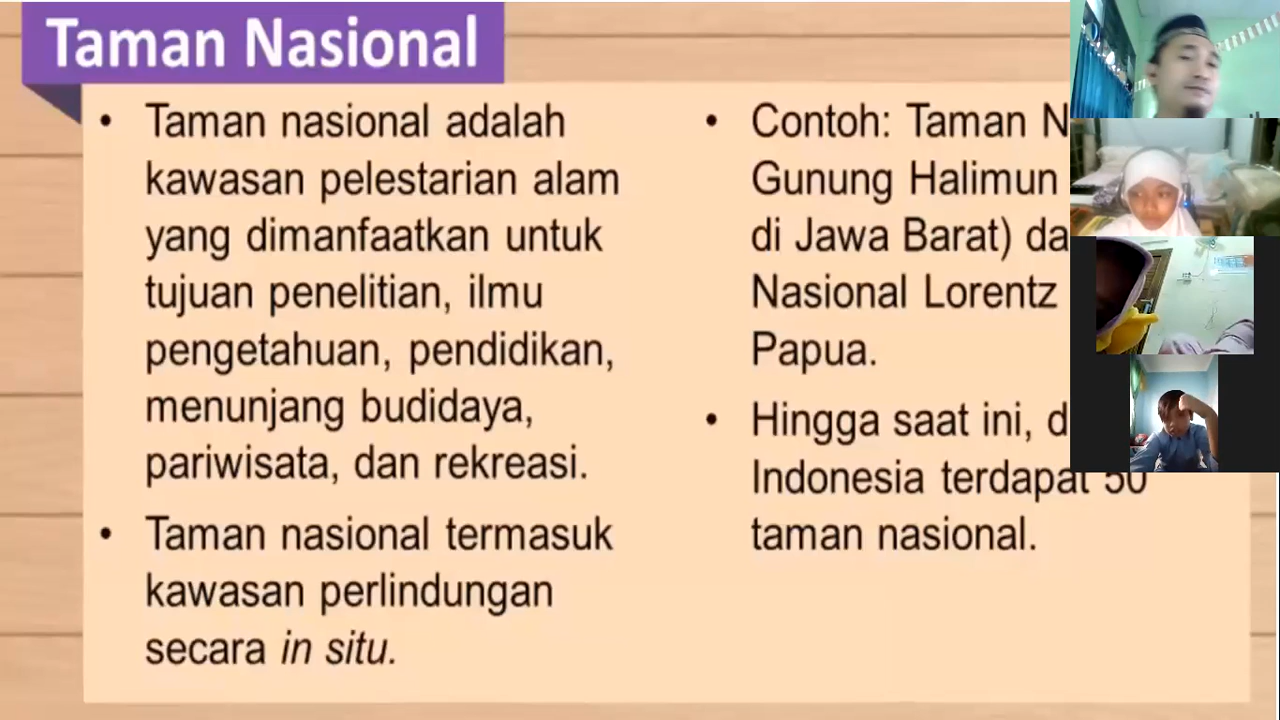 Taman Nasional
• Taman nasional adalah
kawasan pelestarian alam
yang dimanfaatkan untuk
tujuan penelitian, ilmu
pengetahuan, pendidikan,
menunjang budidaya,
pariwisata, dan rekreasi.
• Taman nasional termasuk
kawasan perlindungan
secara in situ.
• Contoh: Taman
Gunung Halimun
di Jawa Barat)
Nasional Lorentz
Papua.
• Hingga saat ini,
Indonesia terdapat 50
taman nasional.